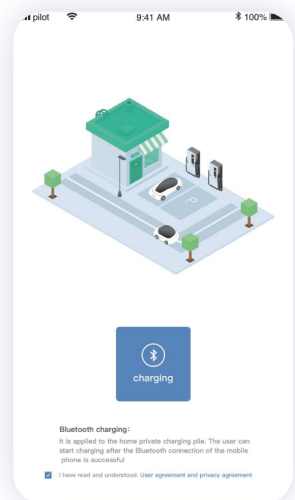 pilot 9:41 AM 100%
P
charging
Bluetooth charging:
It is applied to the home private charging pile. The user can
start charging after the Bluetooth connection of the mobile
phone is successful
I have read and understood. User agreement and privacy agreement